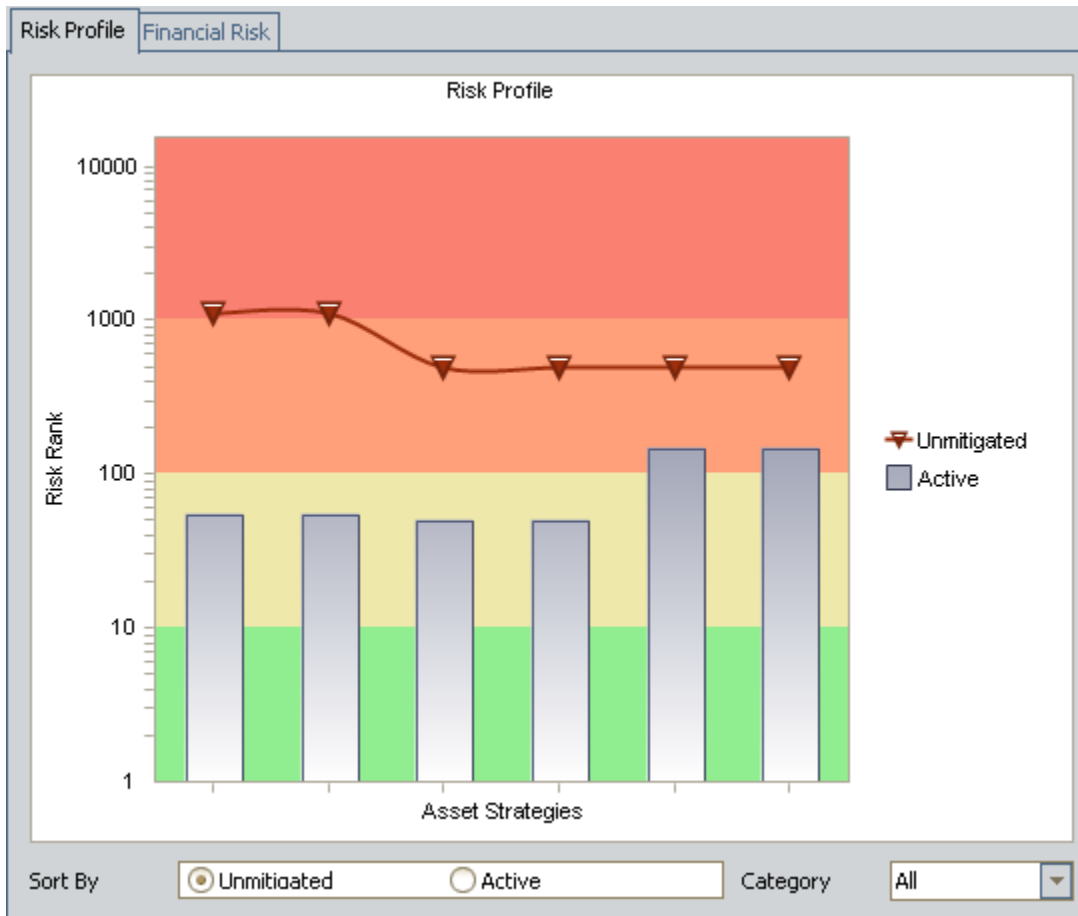 Risk Profile Financial Risk
Risk Profile
10000
1000
100
10
1
Risk Rank
Unmitigated
Active
Asset Strategies
Sort By Unmitigated Active Category All